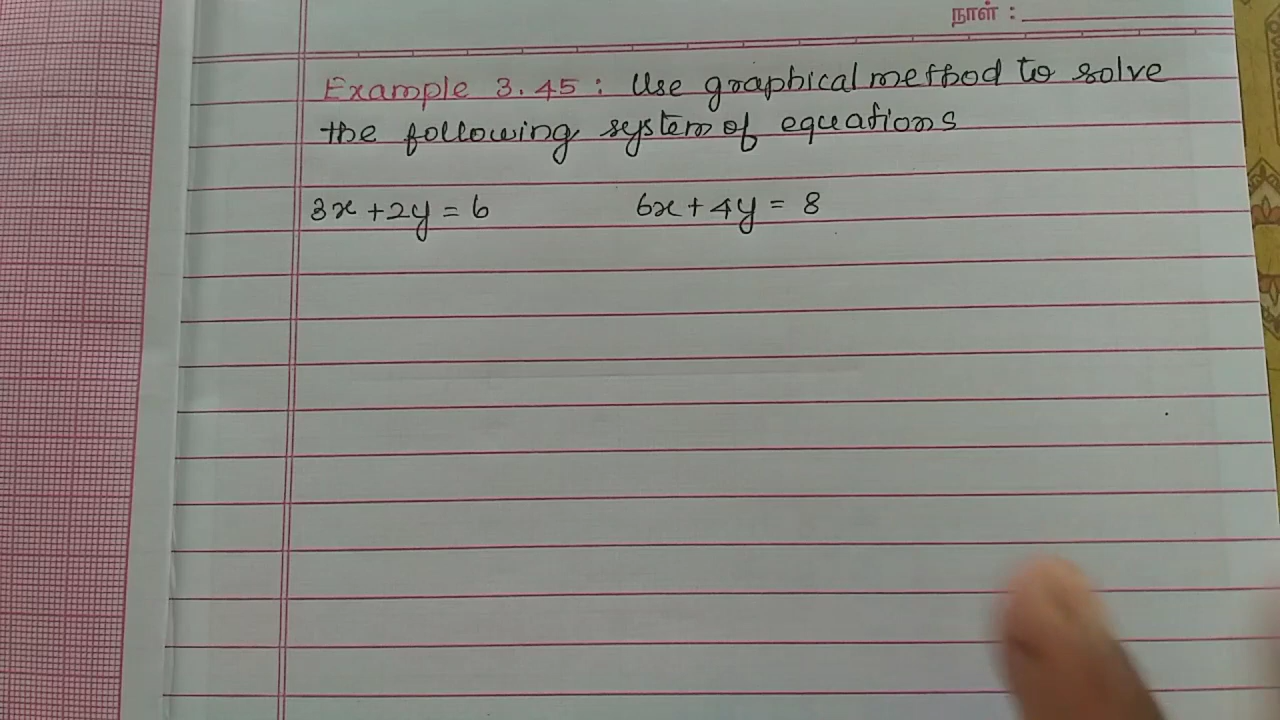 நாள் :
Example 3.45 : Use graphical method to solve
the following system of equations
3x + 2y = 6 6x + 4y = 8